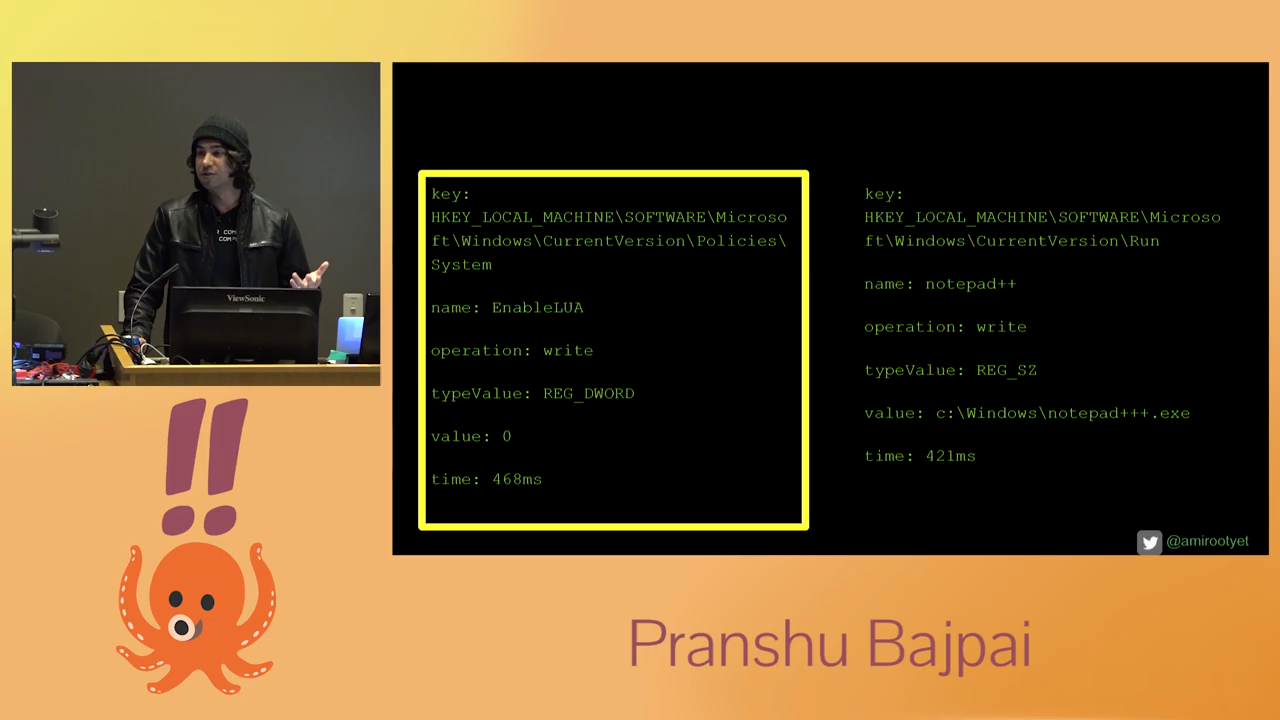 R COM
COMPU
ViewSonic
key:
HKEY_LOCAL_MACHINE\SOFTWARE\Microso
ft\Windows\CurrentVersion\Policies\
System
name: EnableLUA
operation: write
typeValue: REG_DWORD
value: 0
time: 468ms
key:
HKEY_LOCAL_MACHINE\SOFTWARE\Microso
ft\Windows\CurrentVersion\Run
name: notepad++
operation: write
typeValue: REG_SZ
value: c:\Windows\notepad+++.exe
time: 421ms
@amirootyet
!!
Pranshu Bajpai